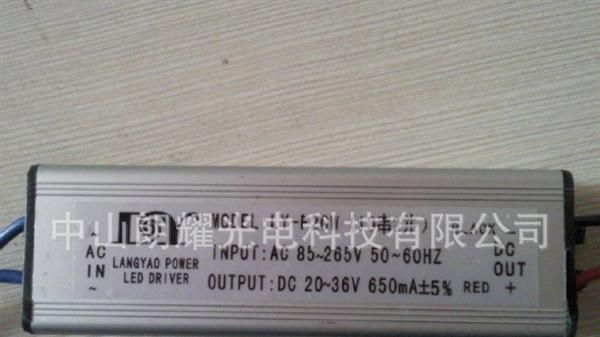 中山朗耀光电科技有限公司
MODEL
AC
IN
~
LANGYAO POWER
LED DRIVER
INPUT: AC 85~265V 50~60HZ
OUTPUT: DC 20~36V 650mA±5%
RED
DC
OUT
+